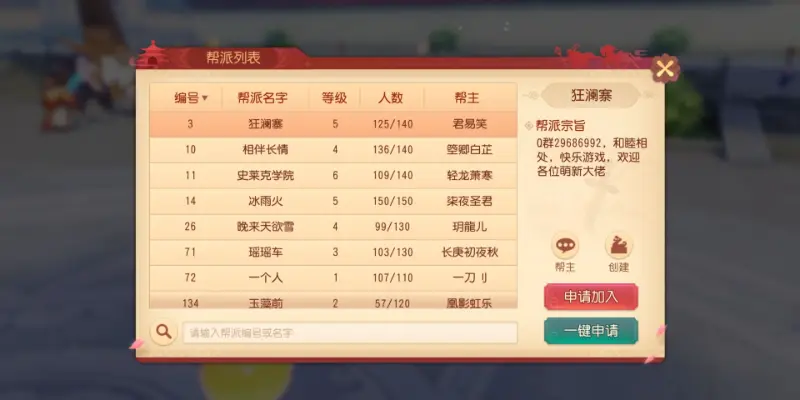 帮派列表
编号 帮派名字 等级 人数 帮主
3 狂澜寨 5 125/140 君易笑
10 相伴长情 4 136/140 瞌卿白芷
11 史莱克学院 6 109/140 轻龙萧寒
14 冰雨火 5 150/150 柒夜圣君
26 晚来天欲雪 4 99/130 玥龍儿
71 瑶瑶车 3 103/130 长庚初夜秋
72 一个人 1 107/110 一刀刂
134 玉藻前 2 57/120 凰影虹乐
请输入帮派编号或名字
狂澜寨
帮派宗旨
Q群29686992,和睦相
处,快乐游戏,欢迎
各位萌新大佬
帮主 创建
申请加入
一键申请